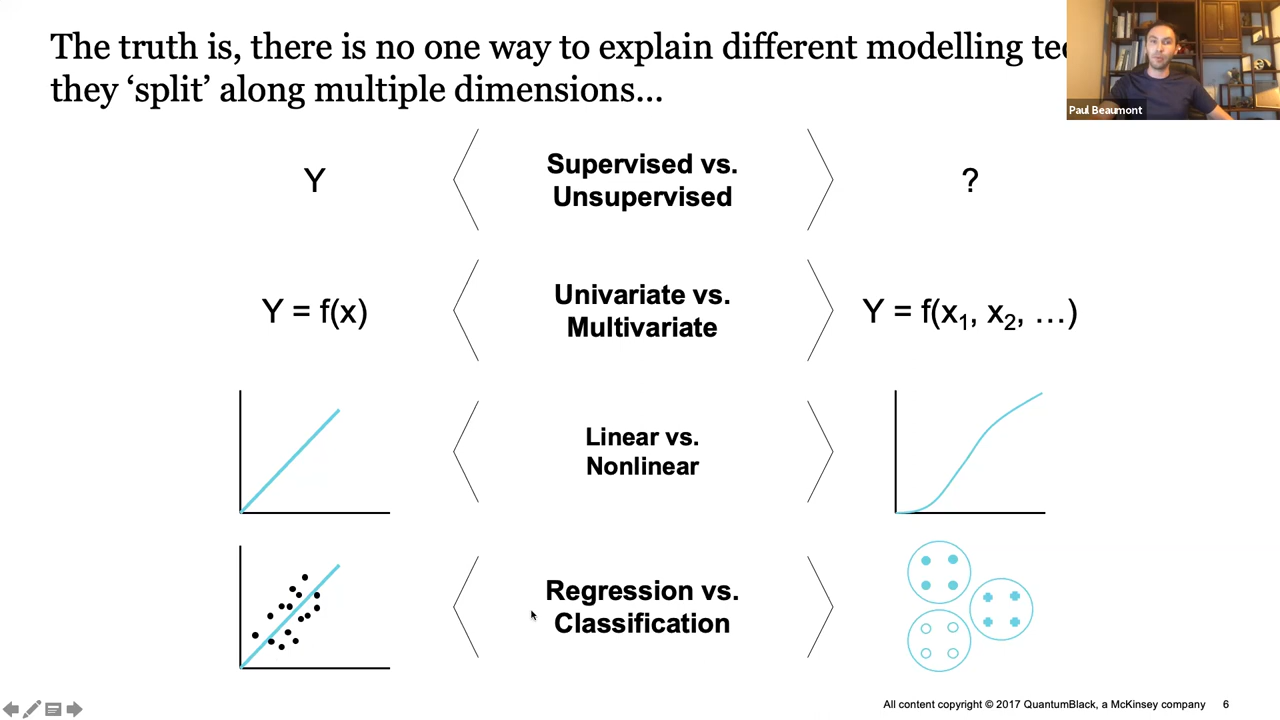 The truth is, there is no one way to explain different modelling
they ‘split’ along multiple dimensions...
Paul Beaumont
Y
Supervised vs.
Unsupervised
?
Y = f(x)
Univariate vs.
Multivariate
Y = f(x₁, x₂, …)
Linear vs.
Nonlinear
Regression vs.
Classification
All content copyright © 2017 QuantumBlack, a McKinsey company 6